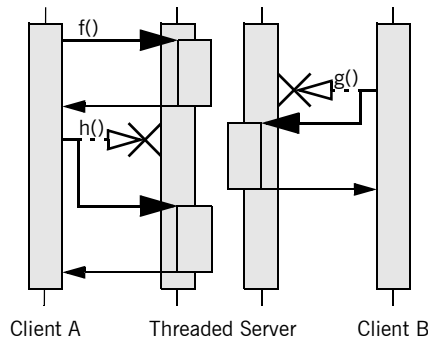 f()
g()
h()
Client A
Threaded Server
Client B